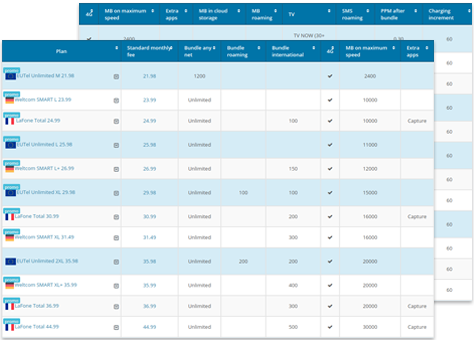 4G MB on maximum speed Extra apps MB in cloud storage MB roaming TV SMS roaming PPM after bundle Charging increment
TV NOW (30+
60
60
60
60
60
60
60
60
60
60
60
Plan Standard monthly fee Bundle any net Bundle roaming Bundle international 4G MB on maximum speed Extra apps
promo
EUTel Unlimited M 21.98 21.98 1200 ✔ 2400
promo
Weltcom SMART L 23.99 23.99 Unlimited ✔ 10000
promo
LaFone Total 24.99 24.99 Unlimited 100 ✔ 10000 Capture
promo
EUTel Unlimited L 25.98 25.98 Unlimited ✔ 11000
promo
Weltcom SMART L+ 26.99 26.99 Unlimited 150 ✔ 12000
promo
EUTel Unlimited XL 29.98 29.98 Unlimited 100 100 ✔ 15000
promo
LaFone Total 30.99 30.99 Unlimited 200 ✔ 16000 Capture
promo
Weltcom SMART XL 31.49 31.49 Unlimited 300 ✔ 16000
promo
EUTel Unlimited 2XL 35.98 35.98 Unlimited 200 200 ✔ 20000
promo
Weltcom SMART XL+ 35.99 35.99 Unlimited 400 ✔ 20000
promo
LaFone Total 36.99 36.99 Unlimited 300 ✔ 20000 Capture
promo
LaFone Total 44.99 44.99 Unlimited 500 ✔ 30000 Capture